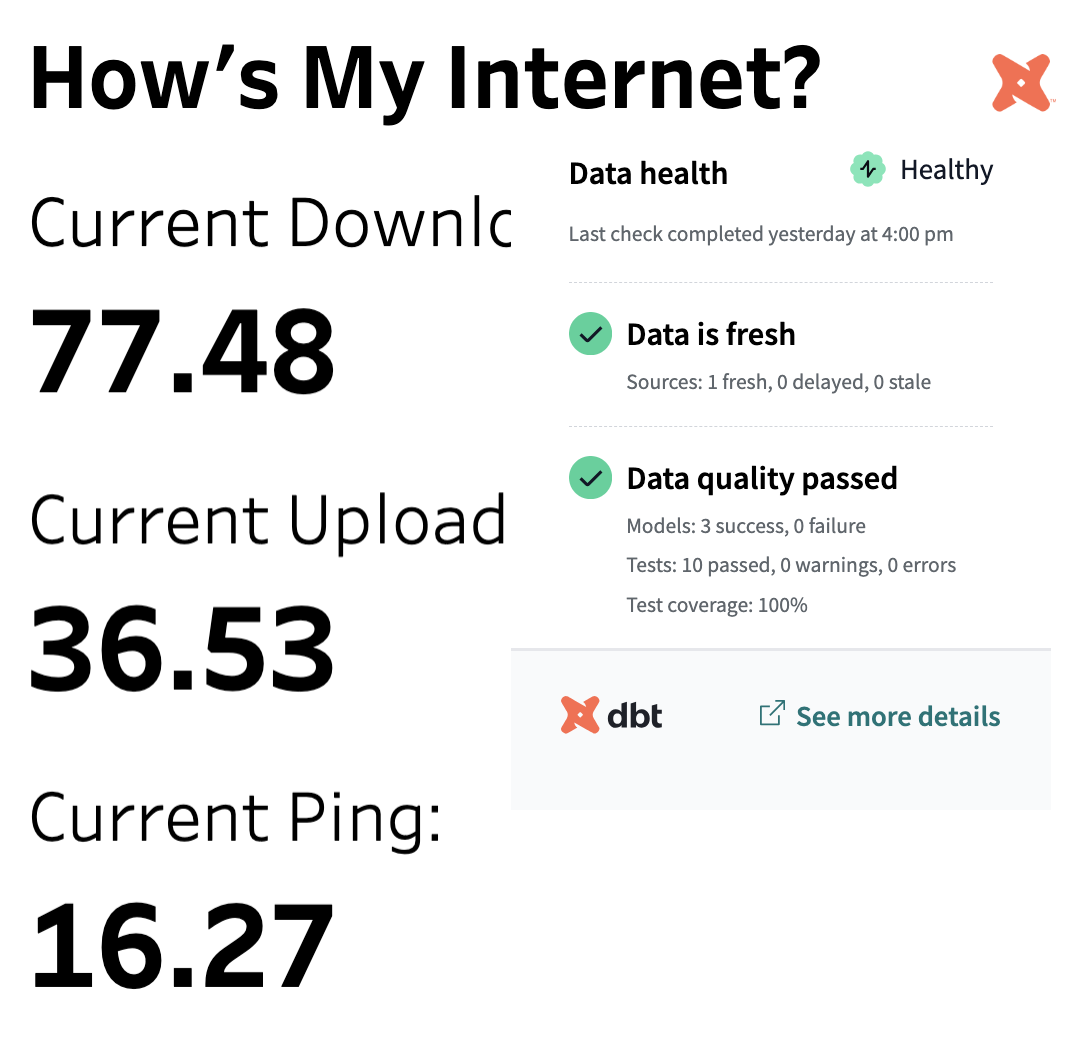 How’s My Internet?
Current Downlo
77.48
Current Upload
36.53
Current Ping:
16.27
Data health
Healthy
Last check completed yesterday at 4:00 pm
Data is fresh
Sources: 1 fresh, 0 delayed, 0 stale
Data quality passed
Models: 3 success, 0 failure
Tests: 10 passed, 0 warnings, 0 errors
Test coverage: 100%
dbt
See more details